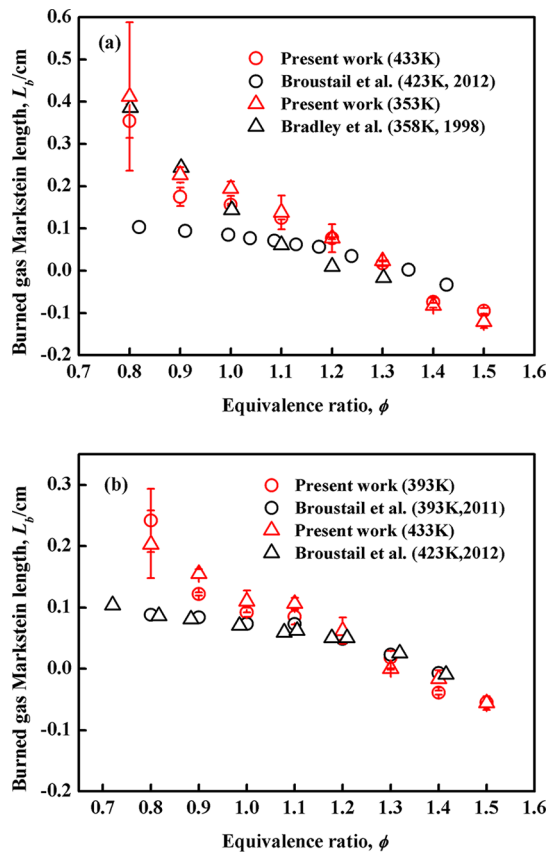 (a)
Present work (433K)
Broustail et al. (423K, 2012)
Present work (353K)
Bradley et al. (358K, 1998)
Burned gas Markstein length, L_b/cm
0.6
0.5
0.4
0.3
0.2
0.1
0.0
-0.1
-0.2
0.7 0.8 0.9 1.0 1.1 1.2 1.3 1.4 1.5 1.6
Equivalence ratio, ϕ
(b)
Present work (393K)
Broustail et al. (393K,2011)
Present work (433K)
Broustail et al. (423K,2012)
Burned gas Markstein length, L_b/cm
0.3
0.2
0.1
0.0
-0.1
-0.2
0.7 0.8 0.9 1.0 1.1 1.2 1.3 1.4 1.5 1.6
Equivalence ratio, ϕ